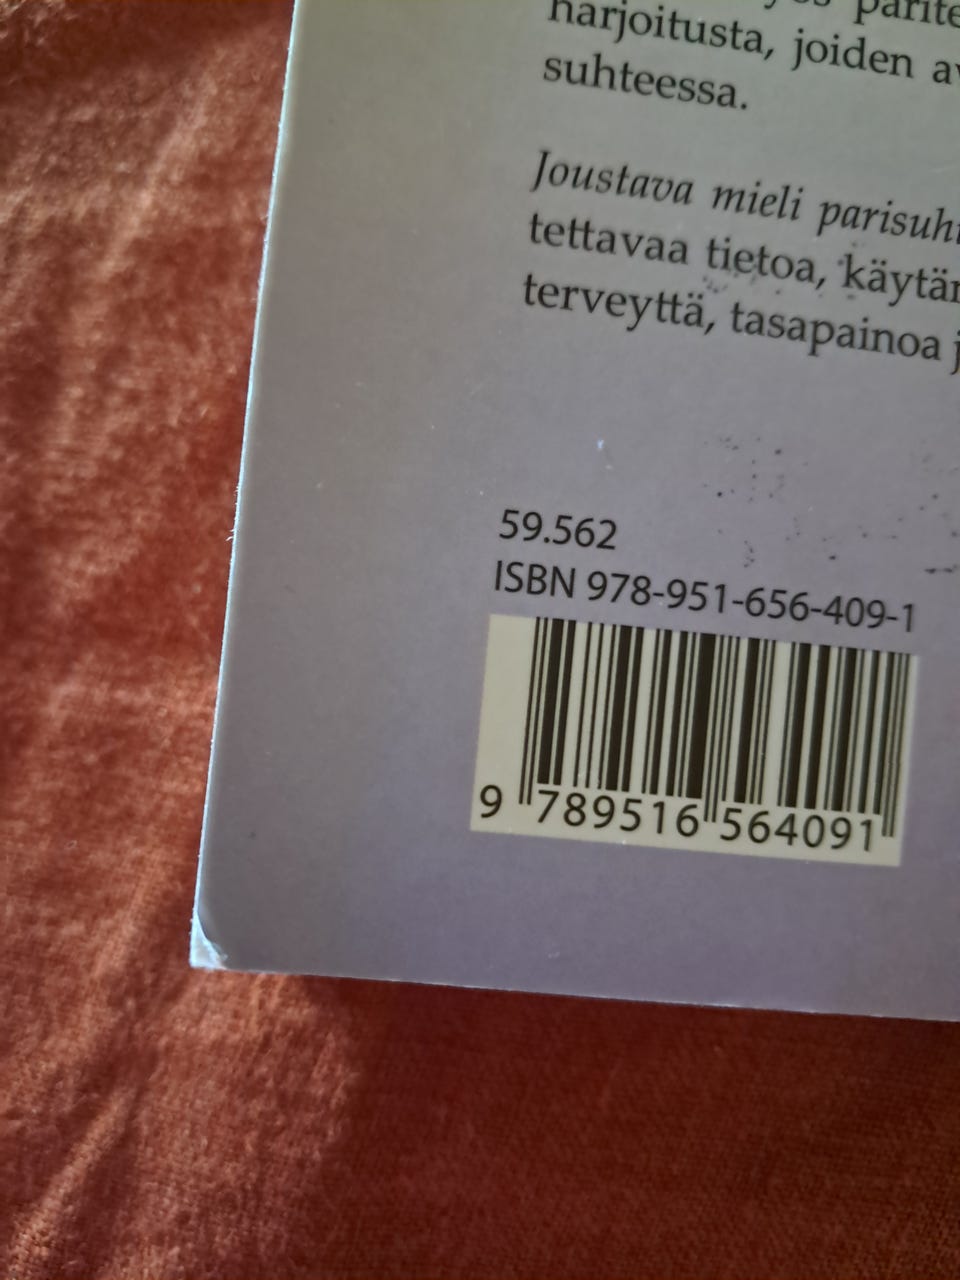 harjoitusta, joiden
suhteessa.
Joustava mieli
tettavaa tietoa,
terveyttä, tasapainoa
59.562
ISBN 978-951-656-409-1
9 789516 564091